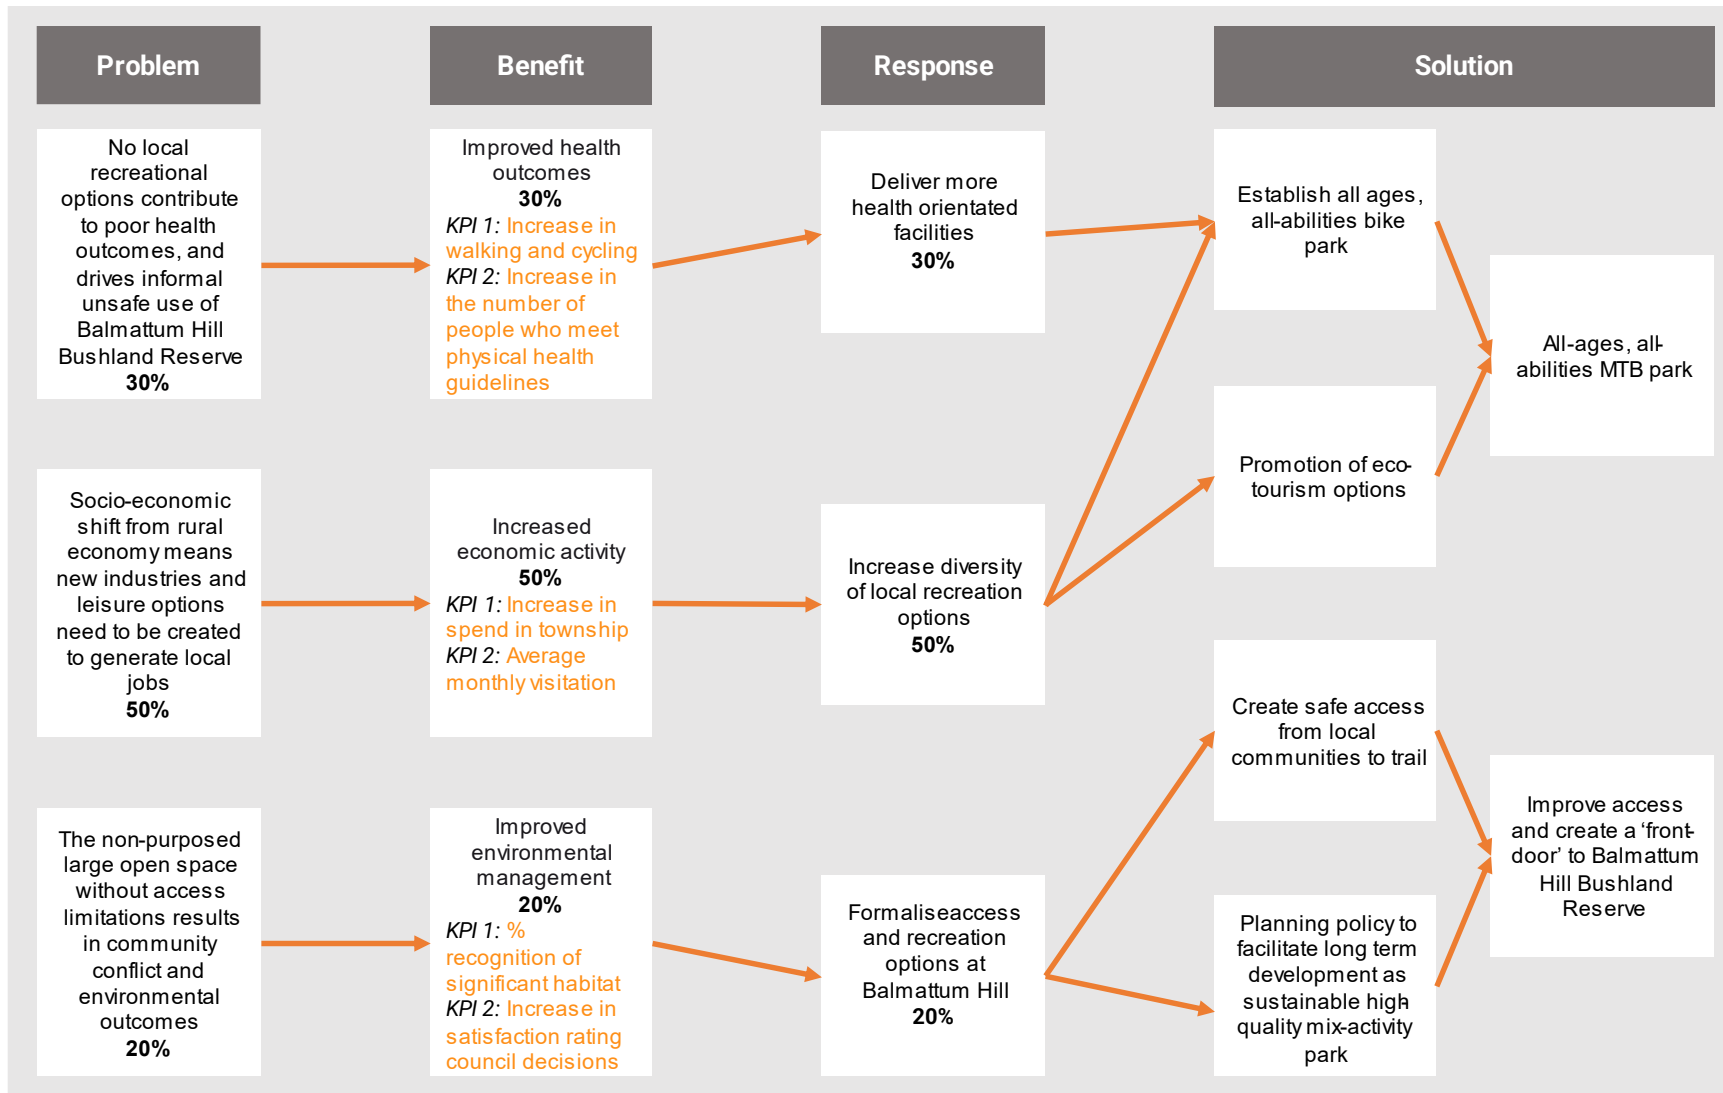 Problem
Benefit
Response
Solution
No local
recreational
options contribute
to poor health
outcomes, and
drives informal
unsafe use of
Balmattum Hill
Bushland Reserve
30%
Improved health
outcomes
30%
KPI 1: Increase in
walking and cycling
KPI 2: Increase in
the number of
people who meet
physical health
guidelines
Deliver more
health orientated
facilities
30%
Establish all ages,
all-abilities bike
park
All-ages, all-
abilities MTB park
Promotion of eco-
tourism options
Socio-economic
shift from rural
economy means
new industries and
leisure options
need to be created
to generate local
jobs
50%
Increased
economic activity
50%
KPI 1: Increase in
spend in township
KPI 2: Average
monthly visitation
Increase diversity
of local recreation
options
50%
Create safe access
from local
communities to trail
Improve access
and create a ‘front-
door’ to Balmattum
Hill Bushland
Reserve
The non-purposed
large open space
without access
limitations results
in community
conflict and
environmental
outcomes
20%
Improved
environmental
management
20%
KPI 1: %
recognition of
significant habitat
KPI 2: Increase in
satisfaction rating
council decisions
Formaliseaccess
and recreation
options at
Balmattum Hill
20%
Planning policy to
facilitate long term
development as
sustainable high-
quality mix-activity
park